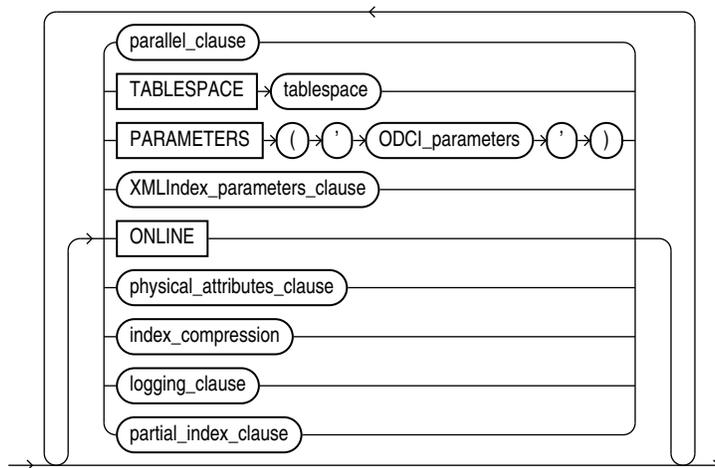 parallel_clause
TABLESPACE tablespace
PARAMETERS ( ' ODCI_parameters ' )
XMLIndex_parameters_clause
ONLINE
physical_attributes_clause
index_compression
logging_clause
partial_index_clause